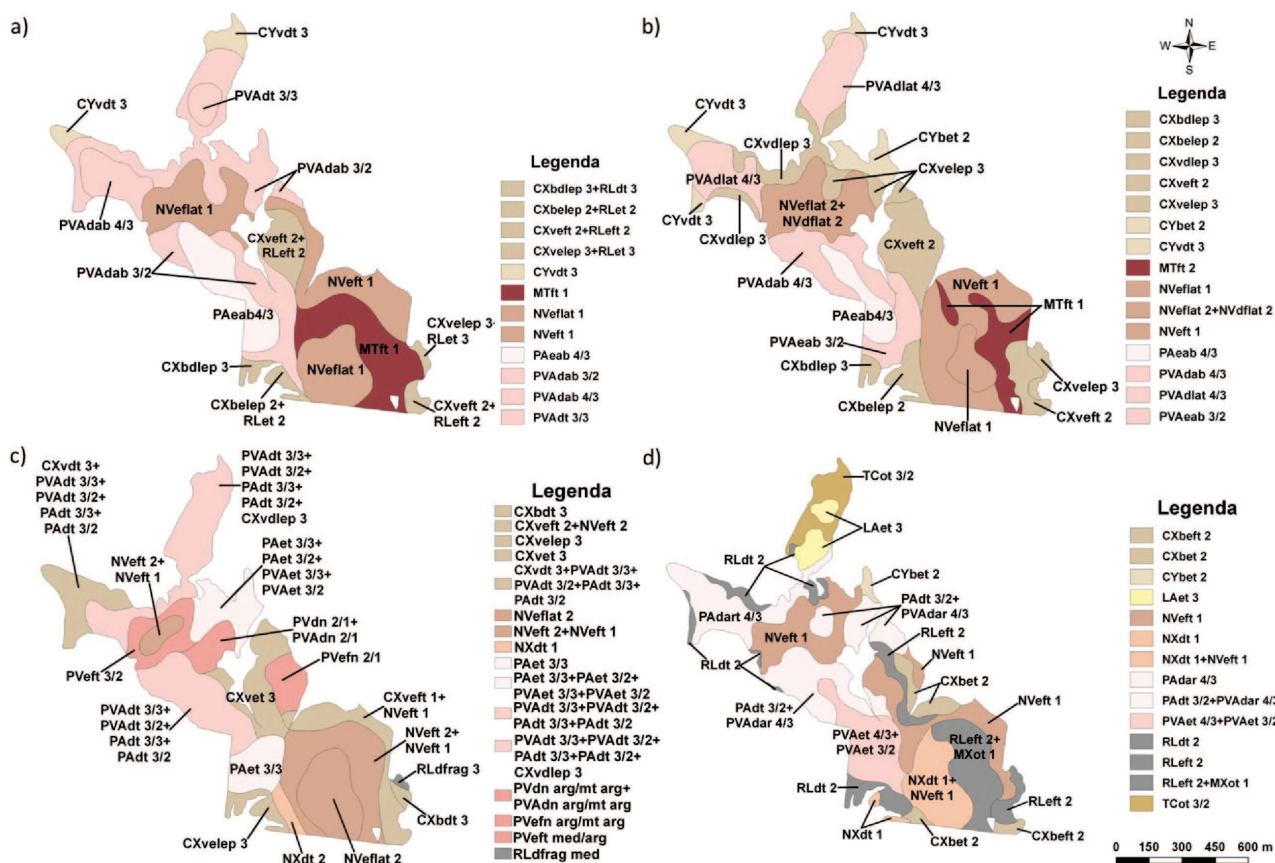 a)
CYvdt 3
PVAdt 3/3
CYvdt 3
PVAdab 3/2
PVAdab 4/3
NVeflat 1
CXveft 2+
RLeft 2
PVAdab 3/2
NVeft 1
PAeab4/3
MTft 1
CXvelep 3+
RLet 3
CXbdlep 3
NVeflat 1
CXbelep 2+
RLet 2
CXveft 2+
RLeft 2
Legenda
CXbdlep 3+RLdt 3
CXbelep 2+RLet 2
CXveft 2+RLeft 2
CXvelep 3+RLet 3
CYvdt 3
MTft 1
NVeflat 1
NVeft 1
PAeab 4/3
PVAdab 3/2
PVAdab 4/3
PVAdt 3/3
b)
CYvdt 3
PVAdlat 4/3
CYvdt 3
CXvdlep 3
CYbet 2
CXvelep 3
PVAdlat 4/3
NVeflat 2+
NVdflat 2
CYvdt 3
CXvdlep 3
CXveft 2
PVAdab 4/3
NVeft 1
MTft 1
PAeab4/3
PVAeab 3/2
CXbdlep 3
CXvelep 3
CXbelep 2
CXveft 2
NVeflat 1
N
W
E
S
Legenda
CXbdlep 3
CXbelep 2
CXvdlep 3
CXveft 2
CXvelep 3
CYbet 2
CYvdt 3
MTft 2
NVeflat 1
NVeflat 2+NVdflat 2
NVeft 1
PAeab 4/3
PVAdab 4/3
PVAdlat 4/3
PVAeab 3/2
c)
CXvdt 3+
PVAdt 3/3+
PVAdt 3/2+
PAdt 3/3+
PAdt 3/2
PVAdt 3/3+
PVAdt 3/2+
PAdt 3/3+
PAdt 3/2+
CXvdlep 3
PAet 3/3+
PAet 3/2+
PVAet 3/3+
PVAet 3/2
NVeft 2+
NVeft 1
PVdn 2/1+
PVAdn 2/1
PVeft 3/2
PVefn 2/1
CXvet 3
CXveft 1+
NVeft 1
PVAdt 3/3+
PVAdt 3/2+
PAdt 3/3+
PAdt 3/2
NVeft 2+
NVeft 1
PAet 3/3
RLdfrag 3
CXbdt 3
CXvelep 3
NXdt 2
NVeflat 2
Legenda
CXbdt 3
CXveft 2+NVeft 2
CXvelep 3
CXvet 3
CXvdt 3+PVAdt 3/3+
PVAdt 3/2+PAdt 3/3+
PAdt 3/2
NVeflat 2
NVeft 2+NVeft 1
NXdt 1
PAet 3/3
PAet 3/3+PAet 3/2+
PVAet 3/3+PVAet 3/2
PVAdt 3/3+PVAdt 3/2+
PAdt 3/3+PAdt 3/2
PVAdt 3/3+PVAdt 3/2+
PAdt 3/3+PAdt 3/2+
CXvdlep 3
PVdn arg/mt arg+
PVAdn arg/mt arg
PVefn arg/mt arg
PVeft med/arg
RLdfrag med
d)
TCot 3/2
LAet 3
RLdt 2
CYbet 2
PAdart 4/3
PAdt 3/2+
PVAdar 4/3
NVeft 1
RLeft 2
NVeft 1
RLdt 2
CXbet 2
PAdt 3/2+
PVAdar 4/3
NVeft 1
PVAet 4/3+
PVAet 3/2
RLeft 2+
MXot 1
RLdt 2
NXdt 1+
NVeft 1
RLeft 2
NXdt 1
CXbet 2
CXbeft 2
Legenda
CXbeft 2
CXbet 2
CYbet 2
LAet 3
NVeft 1
NXdt 1
NXdt 1+NVeft 1
PAdar 4/3
PAdt 3/2+PVAdar 4/3
PVAet 4/3+PVAet 3/2
RLdt 2
RLeft 2
RLeft 2+MXot 1
TCot 3/2
0 150 300 450 600 m